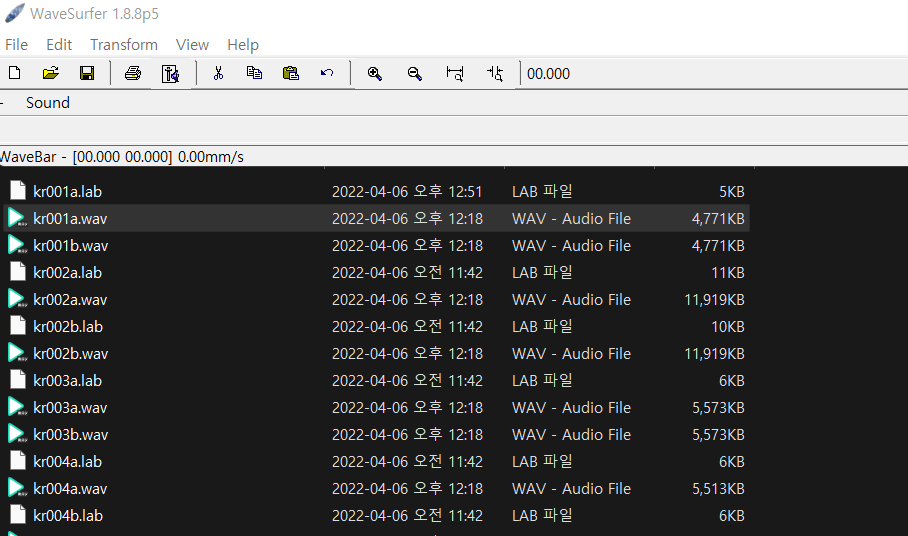 WaveSurfer 1.8.8p5
File Edit Transform View Help
00.000
- Sound
WaveBar - [00.000 00.000] 0.00mm/s
kr001a.lab 2022-04-06 오후 12:51 LAB 파일 5KB
kr001a.wav 2022-04-06 오후 12:18 WAV - Audio File 4,771KB
kr001b.wav 2022-04-06 오후 12:18 WAV - Audio File 4,771KB
kr002a.lab 2022-04-06 오전 11:42 LAB 파일 11KB
kr002a.wav 2022-04-06 오후 12:18 WAV - Audio File 11,919KB
kr002b.lab 2022-04-06 오전 11:42 LAB 파일 10KB
kr002b.wav 2022-04-06 오후 12:18 WAV - Audio File 11,919KB
kr003a.lab 2022-04-06 오전 11:42 LAB 파일 6KB
kr003a.wav 2022-04-06 오후 12:18 WAV - Audio File 5,573KB
kr003b.wav 2022-04-06 오후 12:18 WAV - Audio File 5,573KB
kr004a.lab 2022-04-06 오전 11:42 LAB 파일 6KB
kr004a.wav 2022-04-06 오후 12:18 WAV - Audio File 5,513KB
kr004b.lab 2022-04-06 오전 11:42 LAB 파일 6KB